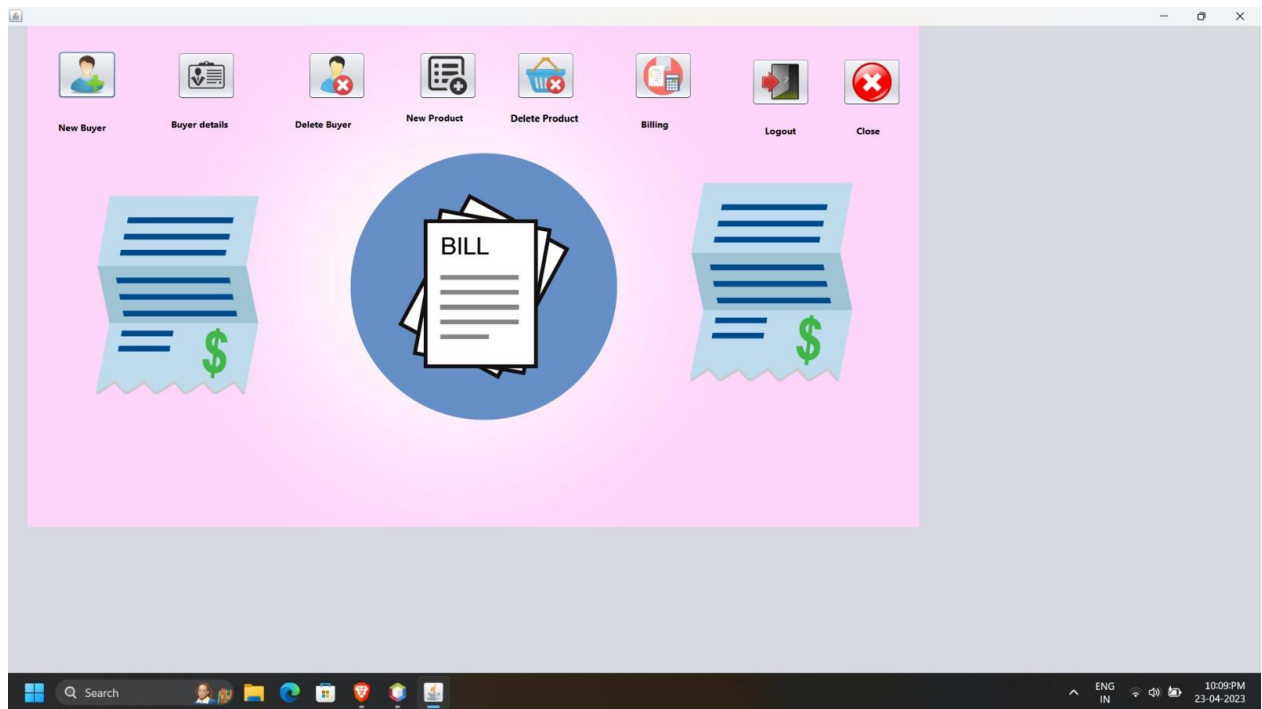 New Buyer
Buyer details
Delete Buyer
New Product
Delete Product
Billing
Logout
Close
BILL
$
$
Search
ENG
IN
10:09:PM
23-04-2023